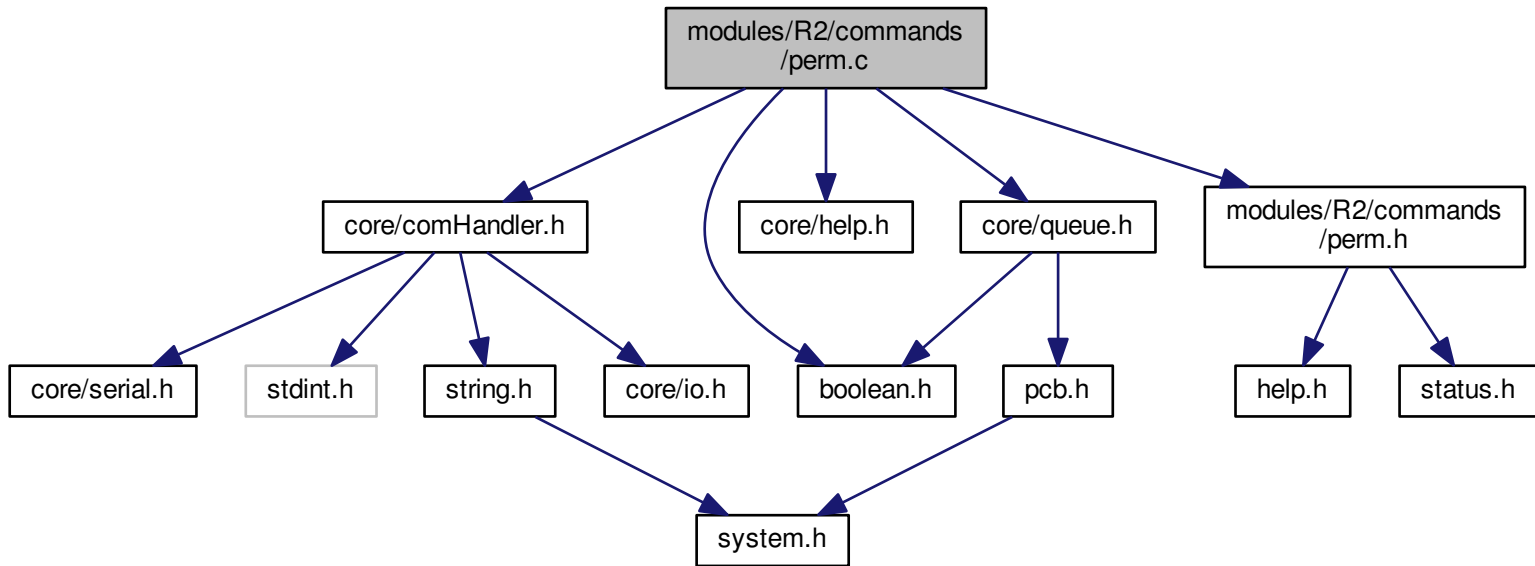 modules/R2/commands
/perm.c
core/comHandler.h
core/help.h
core/queue.h
modules/R2/commands
/perm.h
core/serial.h
stdint.h
string.h
core/io.h
boolean.h
pcb.h
help.h
status.h
system.h